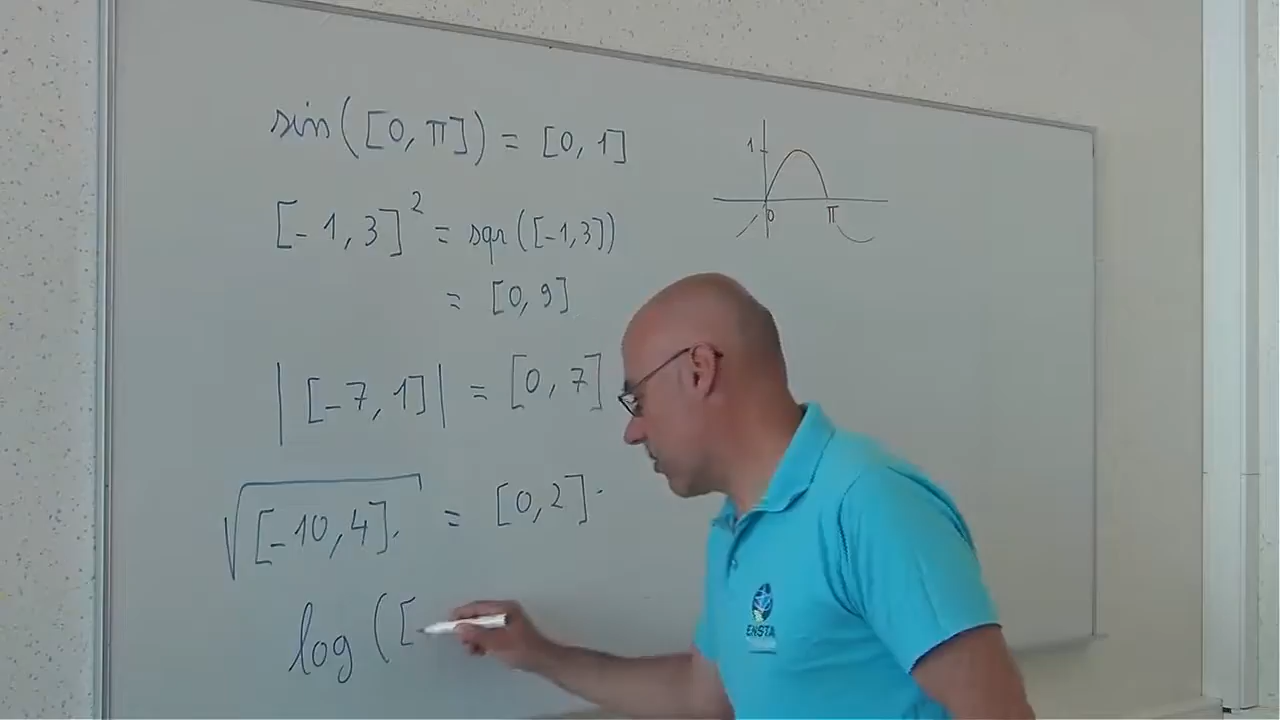 sin([0, π]) = [0, 1]
1
0 π
[-1, 3]² = sqr([-1,3])
= [0, 9]
|[-7, 1]| = [0, 7]
√[-10, 4]. = [0, 2].
log ([-
ENSTA